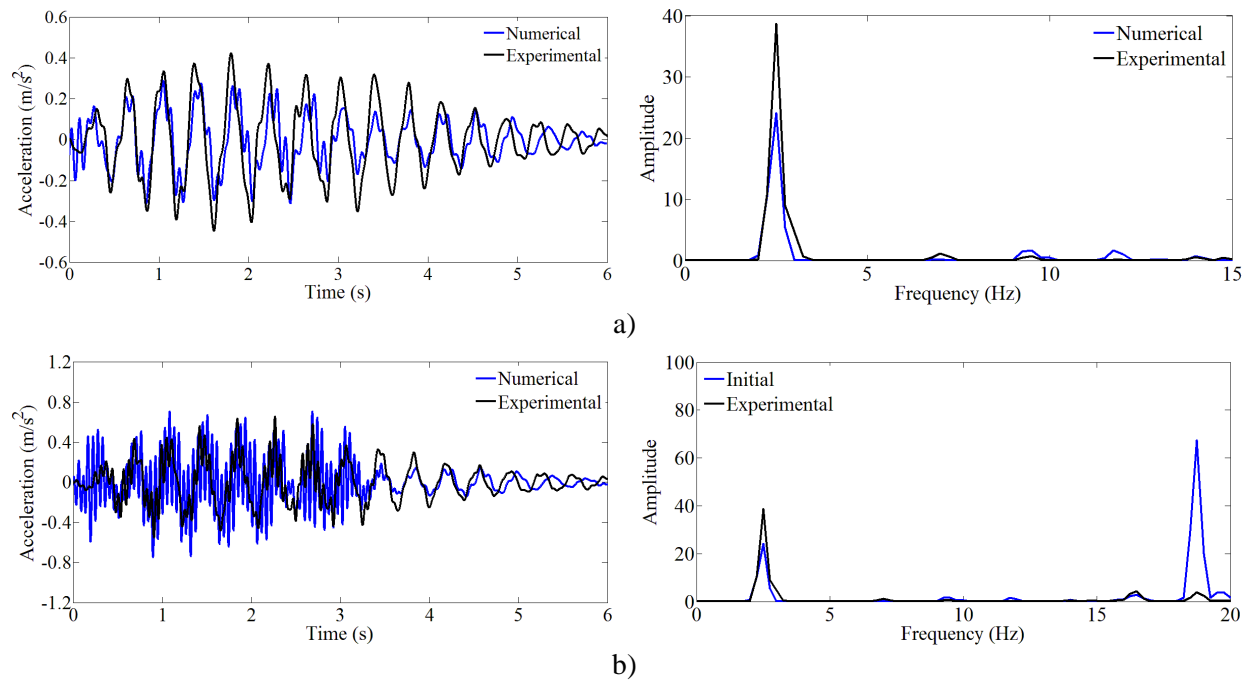 0.6
0.4
0.2
0
-0.2
-0.4
-0.6
Acceleration (m/s²)
Numerical
Experimental
0 1 2 3 4 5 6
Time (s)
40
30
20
10
0
Amplitude
Numerical
Experimental
0 5 10 15
Frequency (Hz)
a)
1.2
0.8
0.4
0
-0.4
-0.8
-1.2
Acceleration (m/s²)
Numerical
Experimental
0 1 2 3 4 5 6
Time (s)
100
80
60
40
20
0
Amplitude
Initial
Experimental
0 5 10 15 20
Frequency (Hz)
b)